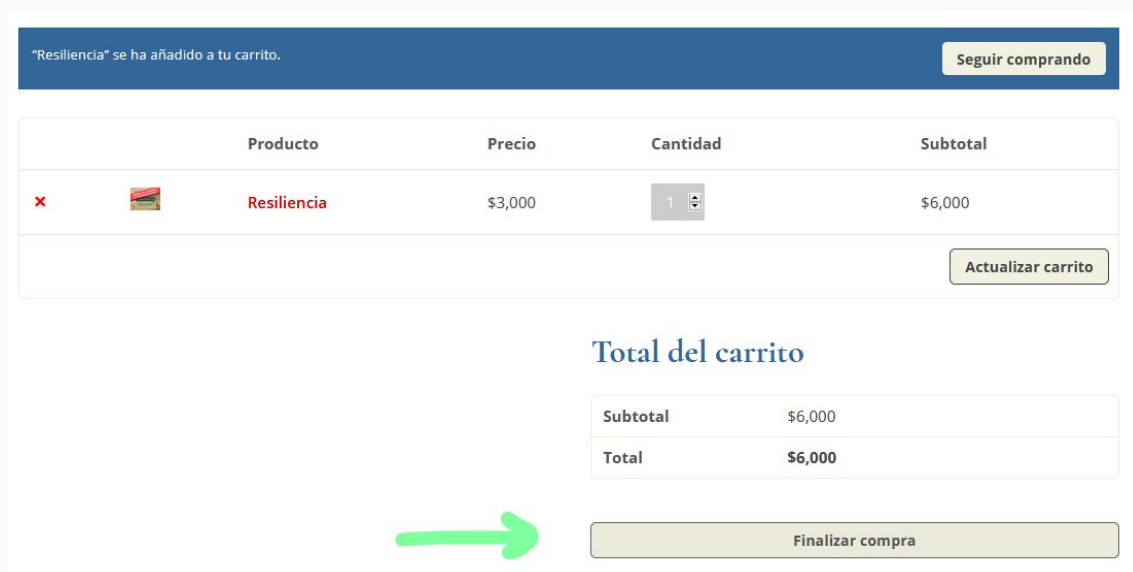 “Resiliencia” se ha añadido a tu carrito.
Seguir comprando
Producto Precio Cantidad Subtotal
× Resiliencia $3,000 1 $6,000
Actualizar carrito
Total del carrito
Subtotal $6,000
Total $6,000
Finalizar compra